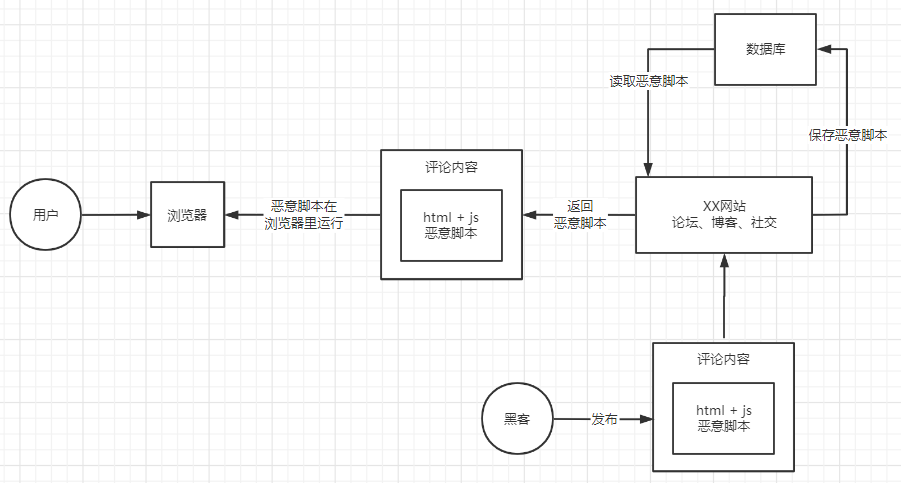 数据库
读取恶意脚本
保存恶意脚本
评论内容
html + js
恶意脚本
用户
浏览器
恶意脚本在
浏览器里运行
返回
恶意脚本
XX网站
论坛、博客、社交
评论内容
html + js
恶意脚本
黑客
发布